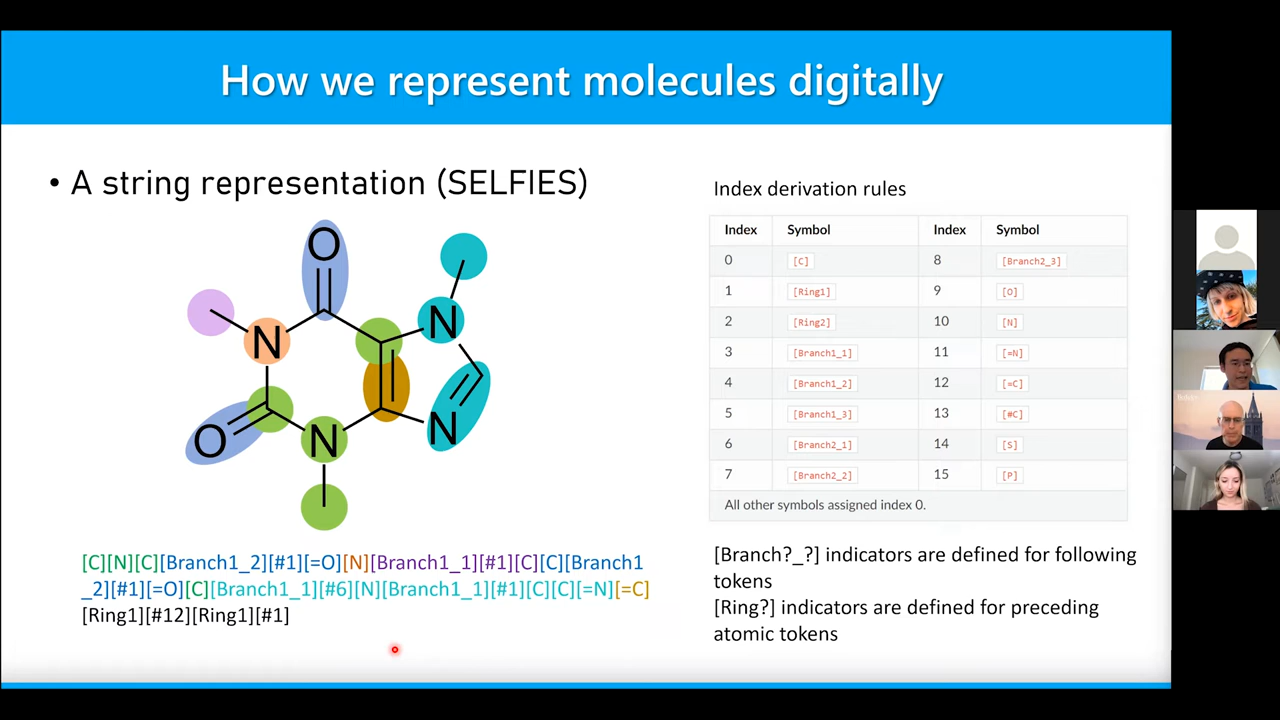 How we represent molecules digitally
• A string representation (SELFIES)
O
N
N
O
N
N
[C][N][C][Branch1_2][#1][=O][N][Branch1_1][#1][C][C][Branch1
_2][#1][=O][C][Branch1_1][#6][N][Branch1_1][#1][C][C][=N][=C]
[Ring1][#12][Ring1][#1]
Index derivation rules
Index Symbol Index Symbol
0 [C] 8 [Branch2_3]
1 [Ring1] 9 [O]
2 [Ring2] 10 [N]
3 [Branch1_1] 11 [=N]
4 [Branch1_2] 12 [=C]
5 [Branch1_3] 13 [#C]
6 [Branch2_1] 14 [S]
7 [Branch2_2] 15 [P]
All other symbols assigned index 0.
[Branch?_?] indicators are defined for following
tokens
[Ring?] indicators are defined for preceding
atomic tokens